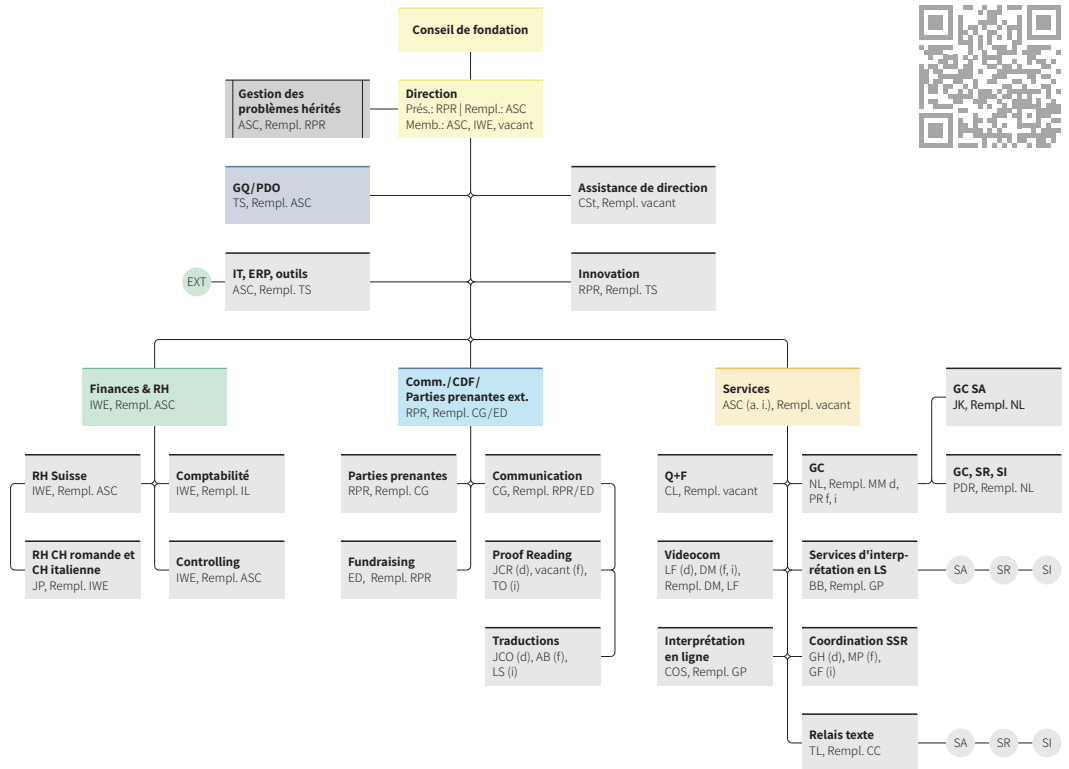 Conseil de fondation
Gestion des
problèmes hérités
ASC, Rempl. RPR
Direction
Prés.: RPR | Rempl.: ASC
Memb.: ASC, IWE, vacant
GQ/PDO
TS, Rempl. ASC
Assistance de direction
CSt, Rempl. vacant
EXT
IT, ERP, outils
ASC, Rempl. TS
Innovation
RPR, Rempl. TS
Finances & RH
IWE, Rempl. ASC
Comm./CDF/
Parties prenantes ext.
RPR, Rempl. CG/ED
Services
ASC (a. i.), Rempl. vacant
GC SA
JK, Rempl. NL
RH Suisse
IWE, Rempl. ASC
Comptabilité
IWE, Rempl. IL
Parties prenantes
RPR, Rempl. CG
Communication
CG, Rempl. RPR/ED
Q+F
CL, Rempl. vacant
GC
NL, Rempl. MM d,
PR f, i
GC, SR, SI
PDR, Rempl. NL
RH CH romande et
CH italienne
JP, Rempl. IWE
Controlling
IWE, Rempl. ASC
Fundraising
ED, Rempl. RPR
Proof Reading
JCR (d), vacant (f),
TO (i)
Videocom
LF (d), DM (f, i),
Rempl. DM, LF
Services d'interp-
rétation en LS
BB, Rempl. GP
SA
SR
SI
Traductions
JCO (d), AB (f),
LS (i)
Interprétation
en ligne
COS, Rempl. GP
Coordination SSR
GH (d), MP (f),
GF (i)
Relais texte
TL, Rempl. CC
SA
SR
SI